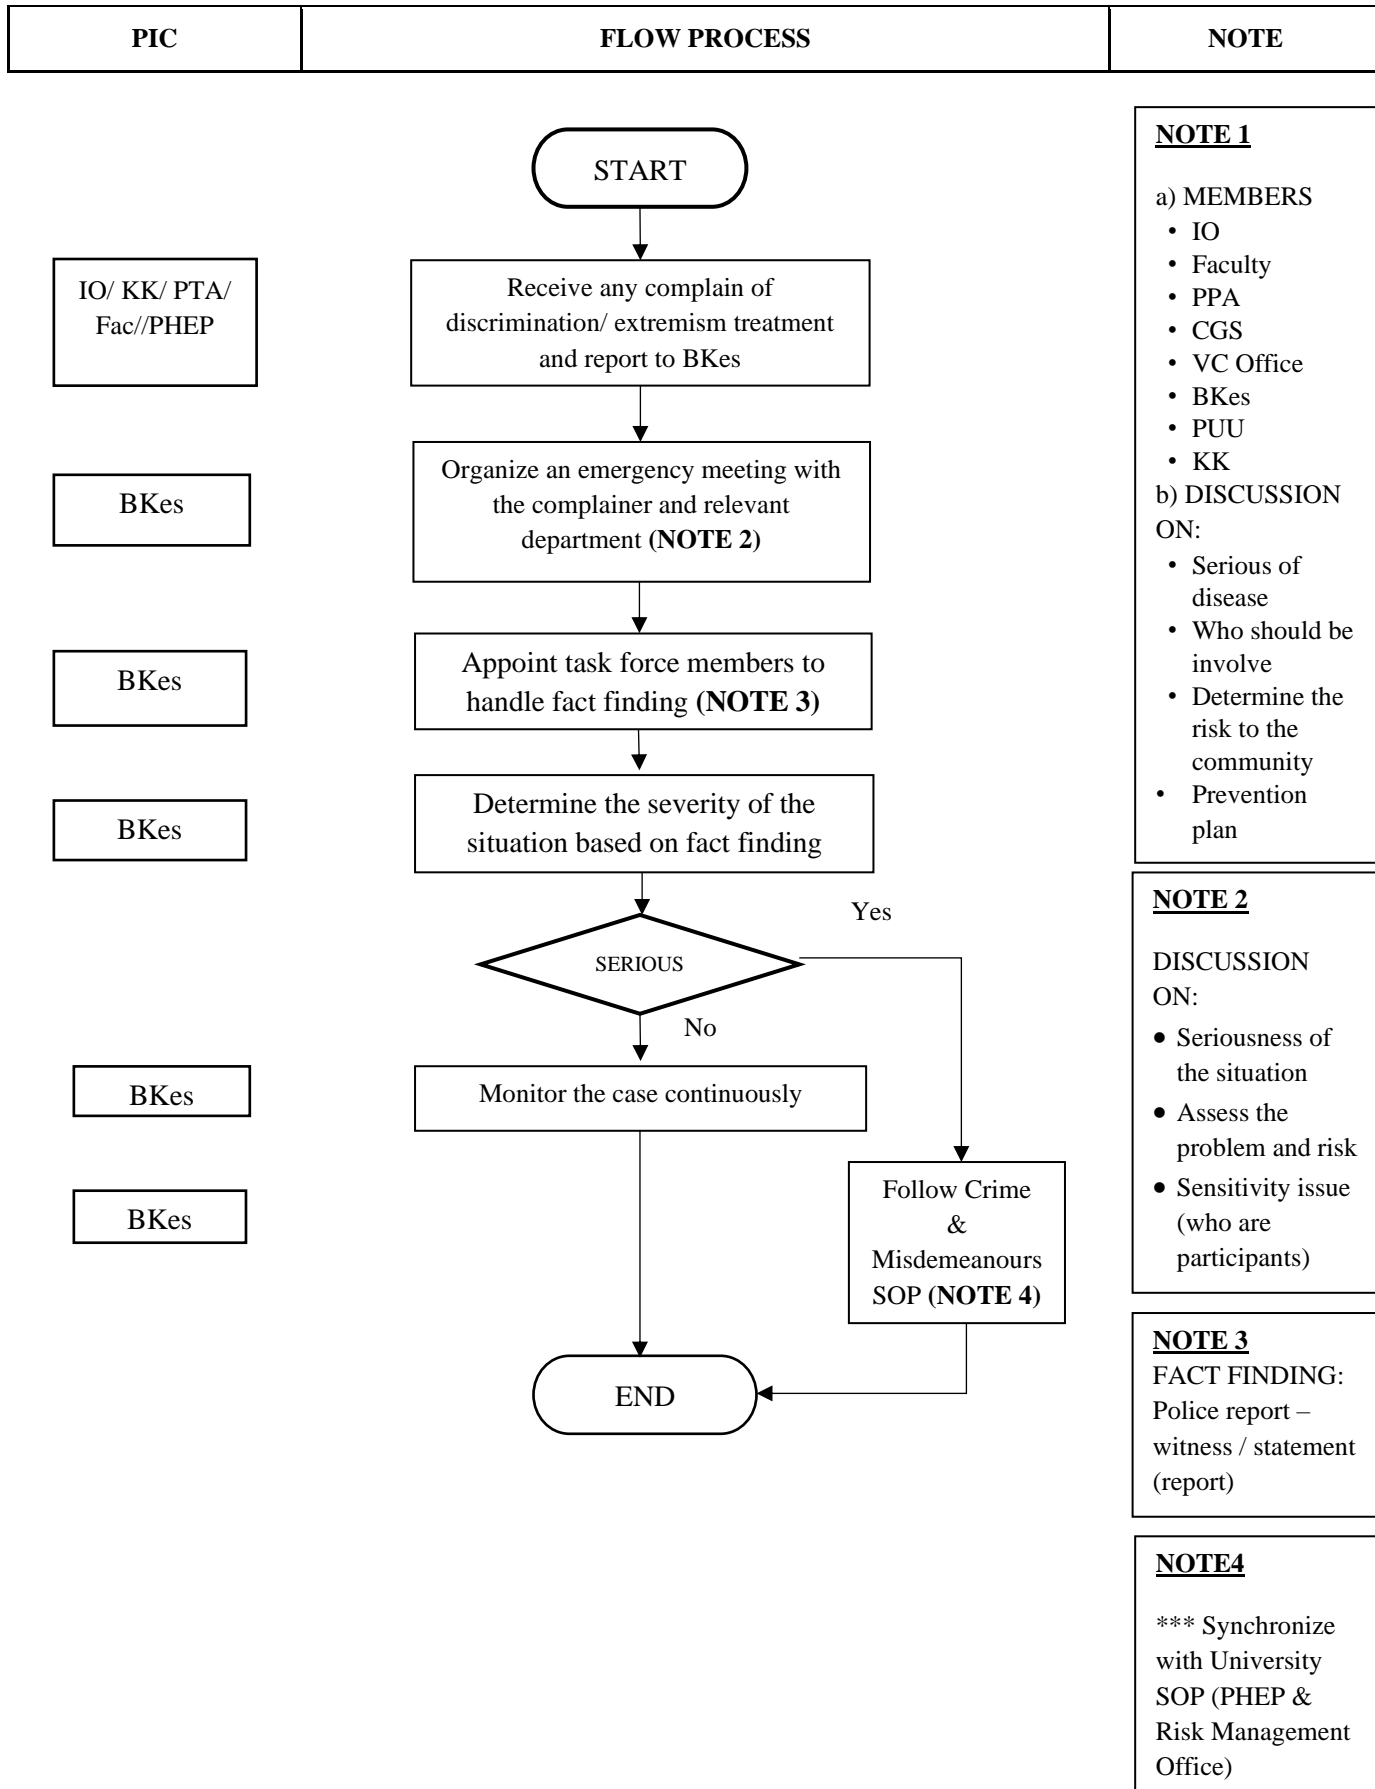 PIC
FLOW PROCESS
NOTE
START
IO/ KK/ PTA/
Fac//PHEP
Receive any complain of
discrimination/ extremism treatment
and report to BKes
BKes
Organize an emergency meeting with
the complainer and relevant
department (NOTE 2)
BKes
Appoint task force members to
handle fact finding (NOTE 3)
BKes
Determine the severity of the
situation based on fact finding
SERIOUS
Yes
No
BKes
Monitor the case continuously
BKes
Follow Crime
&
Misdemeanours
SOP (NOTE 4)
END
NOTE 1
a) MEMBERS
• IO
• Faculty
• PPA
• CGS
• VC Office
• BKes
• PUU
• KK
b) DISCUSSION
ON:
• Serious of
disease
• Who should be
involve
• Determine the
risk to the
community
• Prevention
plan
NOTE 2
DISCUSSION
ON:
• Seriousness of
the situation
• Assess the
problem and risk
• Sensitivity issue
(who are
participants)
NOTE 3
FACT FINDING:
Police report –
witness / statement
(report)
NOTE4
*** Synchronize
with University
SOP (PHEP &
Risk Management
Office)